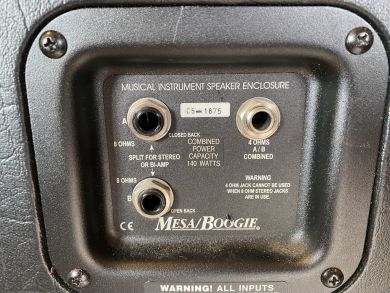 MUSICAL INSTRUMENT SPEAKER ENCLOSURE
C5-1675
A
CLOSED BACK
8 OHMS
SPLIT FOR STEREO
OR BI-AMP
8 OHMS
B
OPEN BACK
COMBINED
POWER
CAPACITY
140 WATTS
4 OHMS
A/B
COMBINED
WARNING
4 OHM JACK CANNOT BE USED
WHEN 8 OHM STEREO JACKS
ARE IN USE.
CE
MESA/BOOGIE®
WARNING! ALL INPUTS